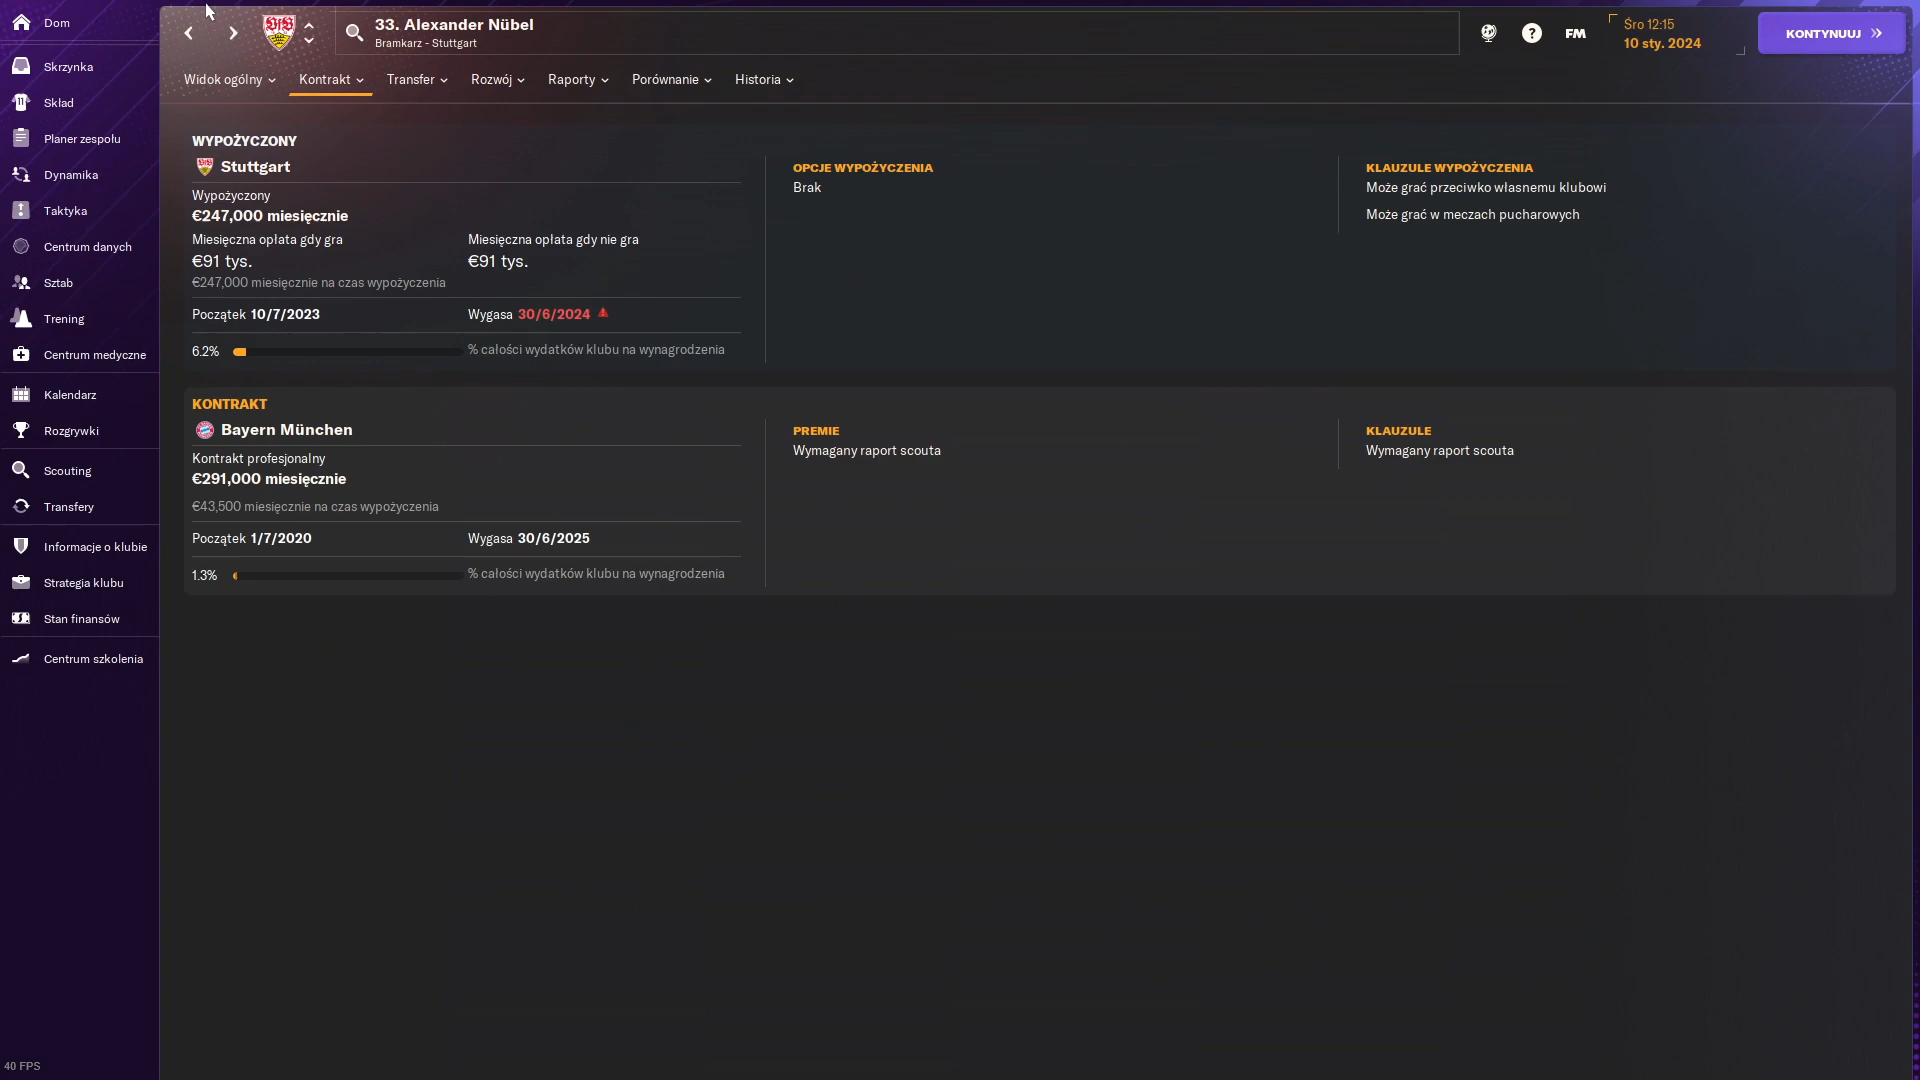 Dom
Skrzynka
Skład
Planer zespołu
Dynamika
Taktyka
Centrum danych
Sztab
Trening
Centrum medyczne
Kalendarz
Rozgrywki
Scouting
Transfery
Informacje o klubie
Strategia klubu
Stan finansów
Centrum szkolenia
40 FPS
33. Alexander Nübel
Bramkarz - Stuttgart
FM
Śro 12:15
10 sty. 2024
KONTYNUUJ
Widok ogólny
Kontrakt
Transfer
Rozwój
Raporty
Porównanie
Historia
WYPOŻYCZONY
Stuttgart
Wypożyczony
€247,000 miesięcznie
Miesięczna opłata gdy gra
€91 tys.
Miesięczna opłata gdy nie gra
€91 tys.
€247,000 miesięcznie na czas wypożyczenia
Początek 10/7/2023
Wygasa 30/6/2024
6.2%
% całości wydatków klubu na wynagrodzenia
OPCJE WYPOŻYCZENIA
Brak
KLAUZULE WYPOŻYCZENIA
Może grać przeciwko własnemu klubowi
Może grać w meczach pucharowych
KONTRAKT
Bayern München
Kontrakt profesjonalny
€291,000 miesięcznie
€43,500 miesięcznie na czas wypożyczenia
Początek 1/7/2020
Wygasa 30/6/2025
1.3%
% całości wydatków klubu na wynagrodzenia
PREMIE
Wymagany raport scouta
KLAUZULE
Wymagany raport scouta